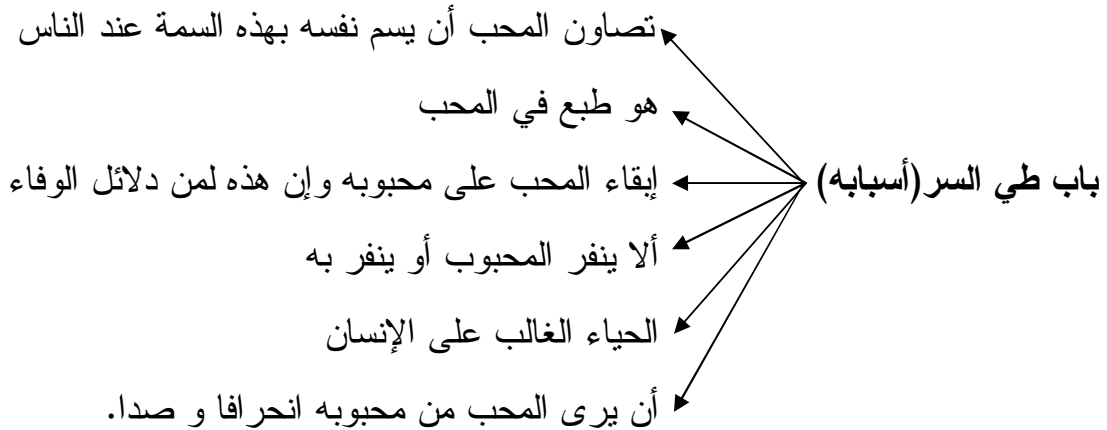 تصاون المحب أن يسم نفسه بهذه السمة عند الناس
هو طبع في المحب
باب طي السر(أسبابه)
إبقاء المحب على محبوبه وإن هذه لمن دلائل الوفاء
ألا ينفر المحبوب أو ينفر به
الحياء الغالب على الإنسان
أن يرى المحب من محبوبه انحرافا و صدا.